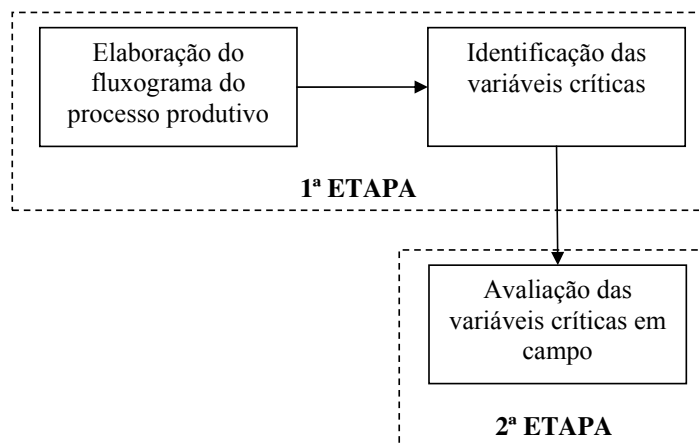 Elaboração do
fluxograma do
processo produtivo
Identificação das
variáveis críticas
1ª ETAPA
Avaliação das
variáveis críticas em
campo
2ª ETAPA